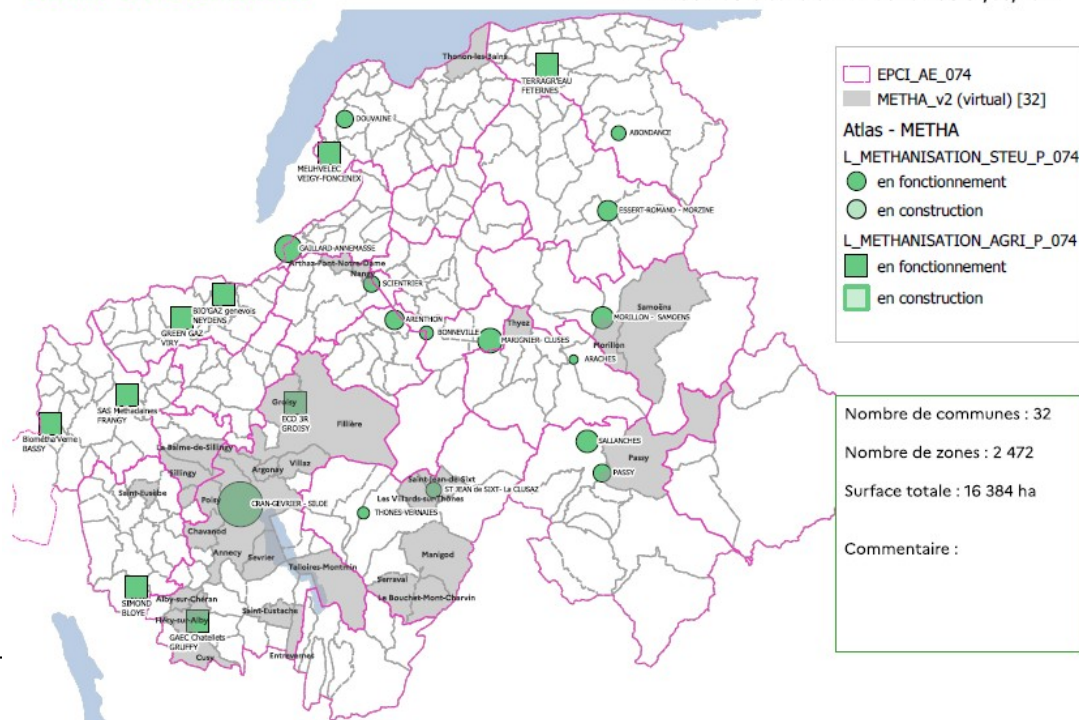 Thonon-les-Bains
TERRAGR'EAU
FETERNES
DOUVAINE
ABONDANCE
MEUHVELEC
VEIGY-FONCENEX
ESSERT-ROMAND - MORZINE
GAILLARD-ANNEMASSE
Arthaz-Pont-Notre-Dame
Nangy
SCIENTRIER
BIO'GAZ genevois
NEYDENS
GREEN GAZ
VIRY
ARENTHON
BONNEVILLE
Thyez
MARIGNIER- CLUSES
Samoëns
MORILLON - SAMOENS
Morillon
ARACHES
SAS Methadaines
FRANGY
Groisy
ECO 3R
GROISY
Fillière
Biométha'Verne
BASSY
La Balme-de-Sillingy
Sillingy
Argonay
Villaz
SALLANCHES
Passy
PASSY
Saint-Eusèbe
Poisy
CRAN-GEVRIER - SILOE
Saint-Jean-de-Sixt
ST JEAN de SIXT- La CLUSAZ
Les Villards-sur-Thônes
THONES-VERNAIES
Chavanod
Annecy
Sevrier
Talloires-Montmin
Manigod
Serraval
Le Bouchet-Mont-Charvin
SIMOND
BLOYE
Alby-sur-Chéran
Héry-sur-Alby
GAEC Chatelets
GRUFFY
Saint-Eustache
Cusy
Entrevernes
EPCI_AE_074
METHA_v2 (virtual) [32]
Atlas - METHA
L_METHANISATION_STEU_P_074
en fonctionnement
en construction
L_METHANISATION_AGRI_P_074
en fonctionnement
en construction
Nombre de communes : 32
Nombre de zones : 2 472
Surface totale : 16 384 ha
Commentaire :